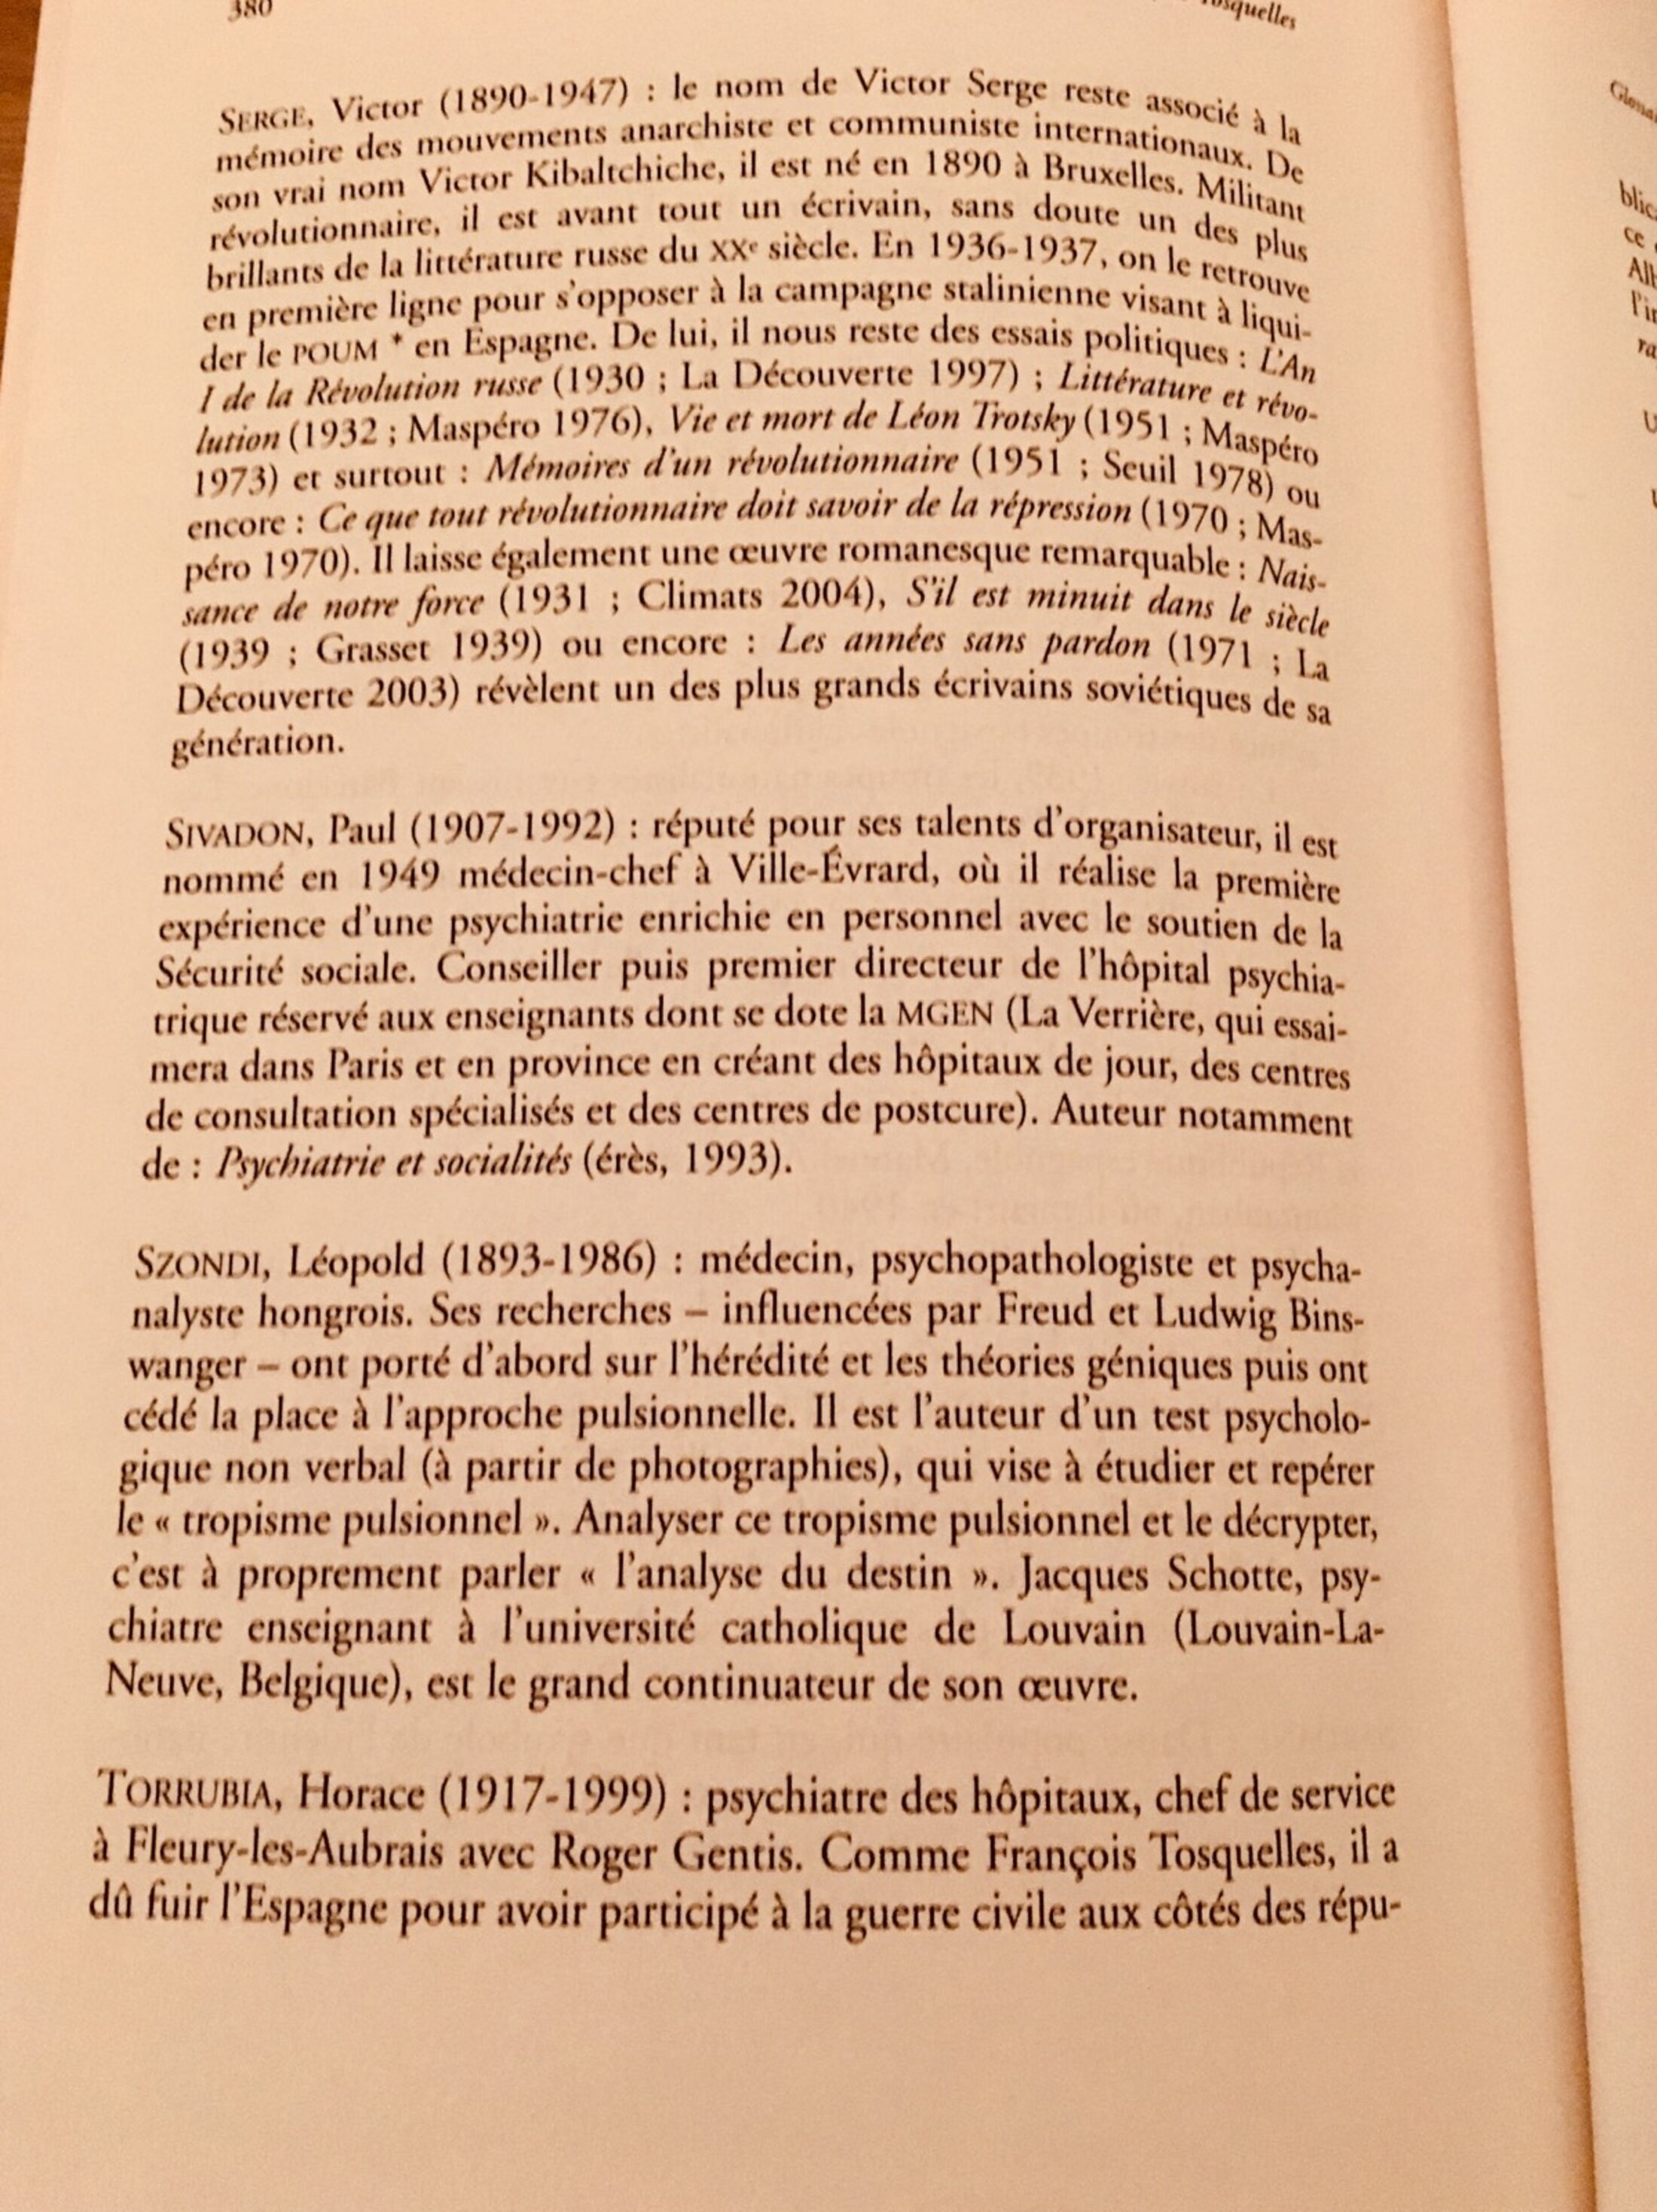 380
Tosquelles
SERGE, Victor (1890-1947) : le nom de Victor Serge reste associé à la
mémoire des mouvements anarchiste et communiste internationaux. De
son vrai nom Victor Kibaltchiche, il est né en 1890 à Bruxelles. Militant
révolutionnaire, il est avant tout un écrivain, sans doute un des plus
brillants de la littérature russe du XXe siècle. En 1936-1937, on le retrouve
en première ligne pour s'opposer à la campagne stalinienne visant à liqui-
der le POUM * en Espagne. De lui, il nous reste des essais politiques : L'An
I de la Révolution russe (1930 ; La Découverte 1997) ; Littérature et révo-
lution (1932 ; Maspéro 1976), Vie et mort de Léon Trotsky (1951 ; Maspéro
1973) et surtout : Mémoires d'un révolutionnaire (1951 ; Seuil 1978) ou
encore : Ce que tout révolutionnaire doit savoir de la répression (1970 ; Mas-
péro 1970). Il laisse également une œuvre romanesque remarquable : Nais-
sance de notre force (1931 ; Climats 2004), S'il est minuit dans le siècle
(1939 ; Grasset 1939) ou encore : Les années sans pardon (1971 ; La
Découverte 2003) révèlent un des plus grands écrivains soviétiques de sa
génération.
SIVADON, Paul (1907-1992) : réputé pour ses talents d'organisateur, il est
nommé en 1949 médecin-chef à Ville-Évrard, où il réalise la première
expérience d'une psychiatrie enrichie en personnel avec le soutien de la
Sécurité sociale. Conseiller puis premier directeur de l'hôpital psychia-
trique réservé aux enseignants dont se dote la MGEN (La Verrière, qui essai-
mera dans Paris et en province en créant des hôpitaux de jour, des centres
de consultation spécialisés et des centres de postcure). Auteur notamment
de : Psychiatrie et socialités (érès, 1993).
SZONDI, Léopold (1893-1986) : médecin, psychopathologiste et psycha-
nalyste hongrois. Ses recherches – influencées par Freud et Ludwig Bins-
wanger – ont porté d'abord sur l'hérédité et les théories géniques puis ont
cédé la place à l'approche pulsionnelle. Il est l'auteur d'un test psycholo-
gique non verbal (à partir de photographies), qui vise à étudier et repérer
le « tropisme pulsionnel ». Analyser ce tropisme pulsionnel et le décrypter,
c'est à proprement parler « l'analyse du destin ». Jacques Schotte, psy-
chiatre enseignant à l'université catholique de Louvain (Louvain-La-
Neuve, Belgique), est le grand continuateur de son œuvre.
TORRUBIA, Horace (1917-1999) : psychiatre des hôpitaux, chef de service
à Fleury-les-Aubrais avec Roger Gentis. Comme François Tosquelles, il a
dû fuir l'Espagne pour avoir participé à la guerre civile aux côtés des répu-